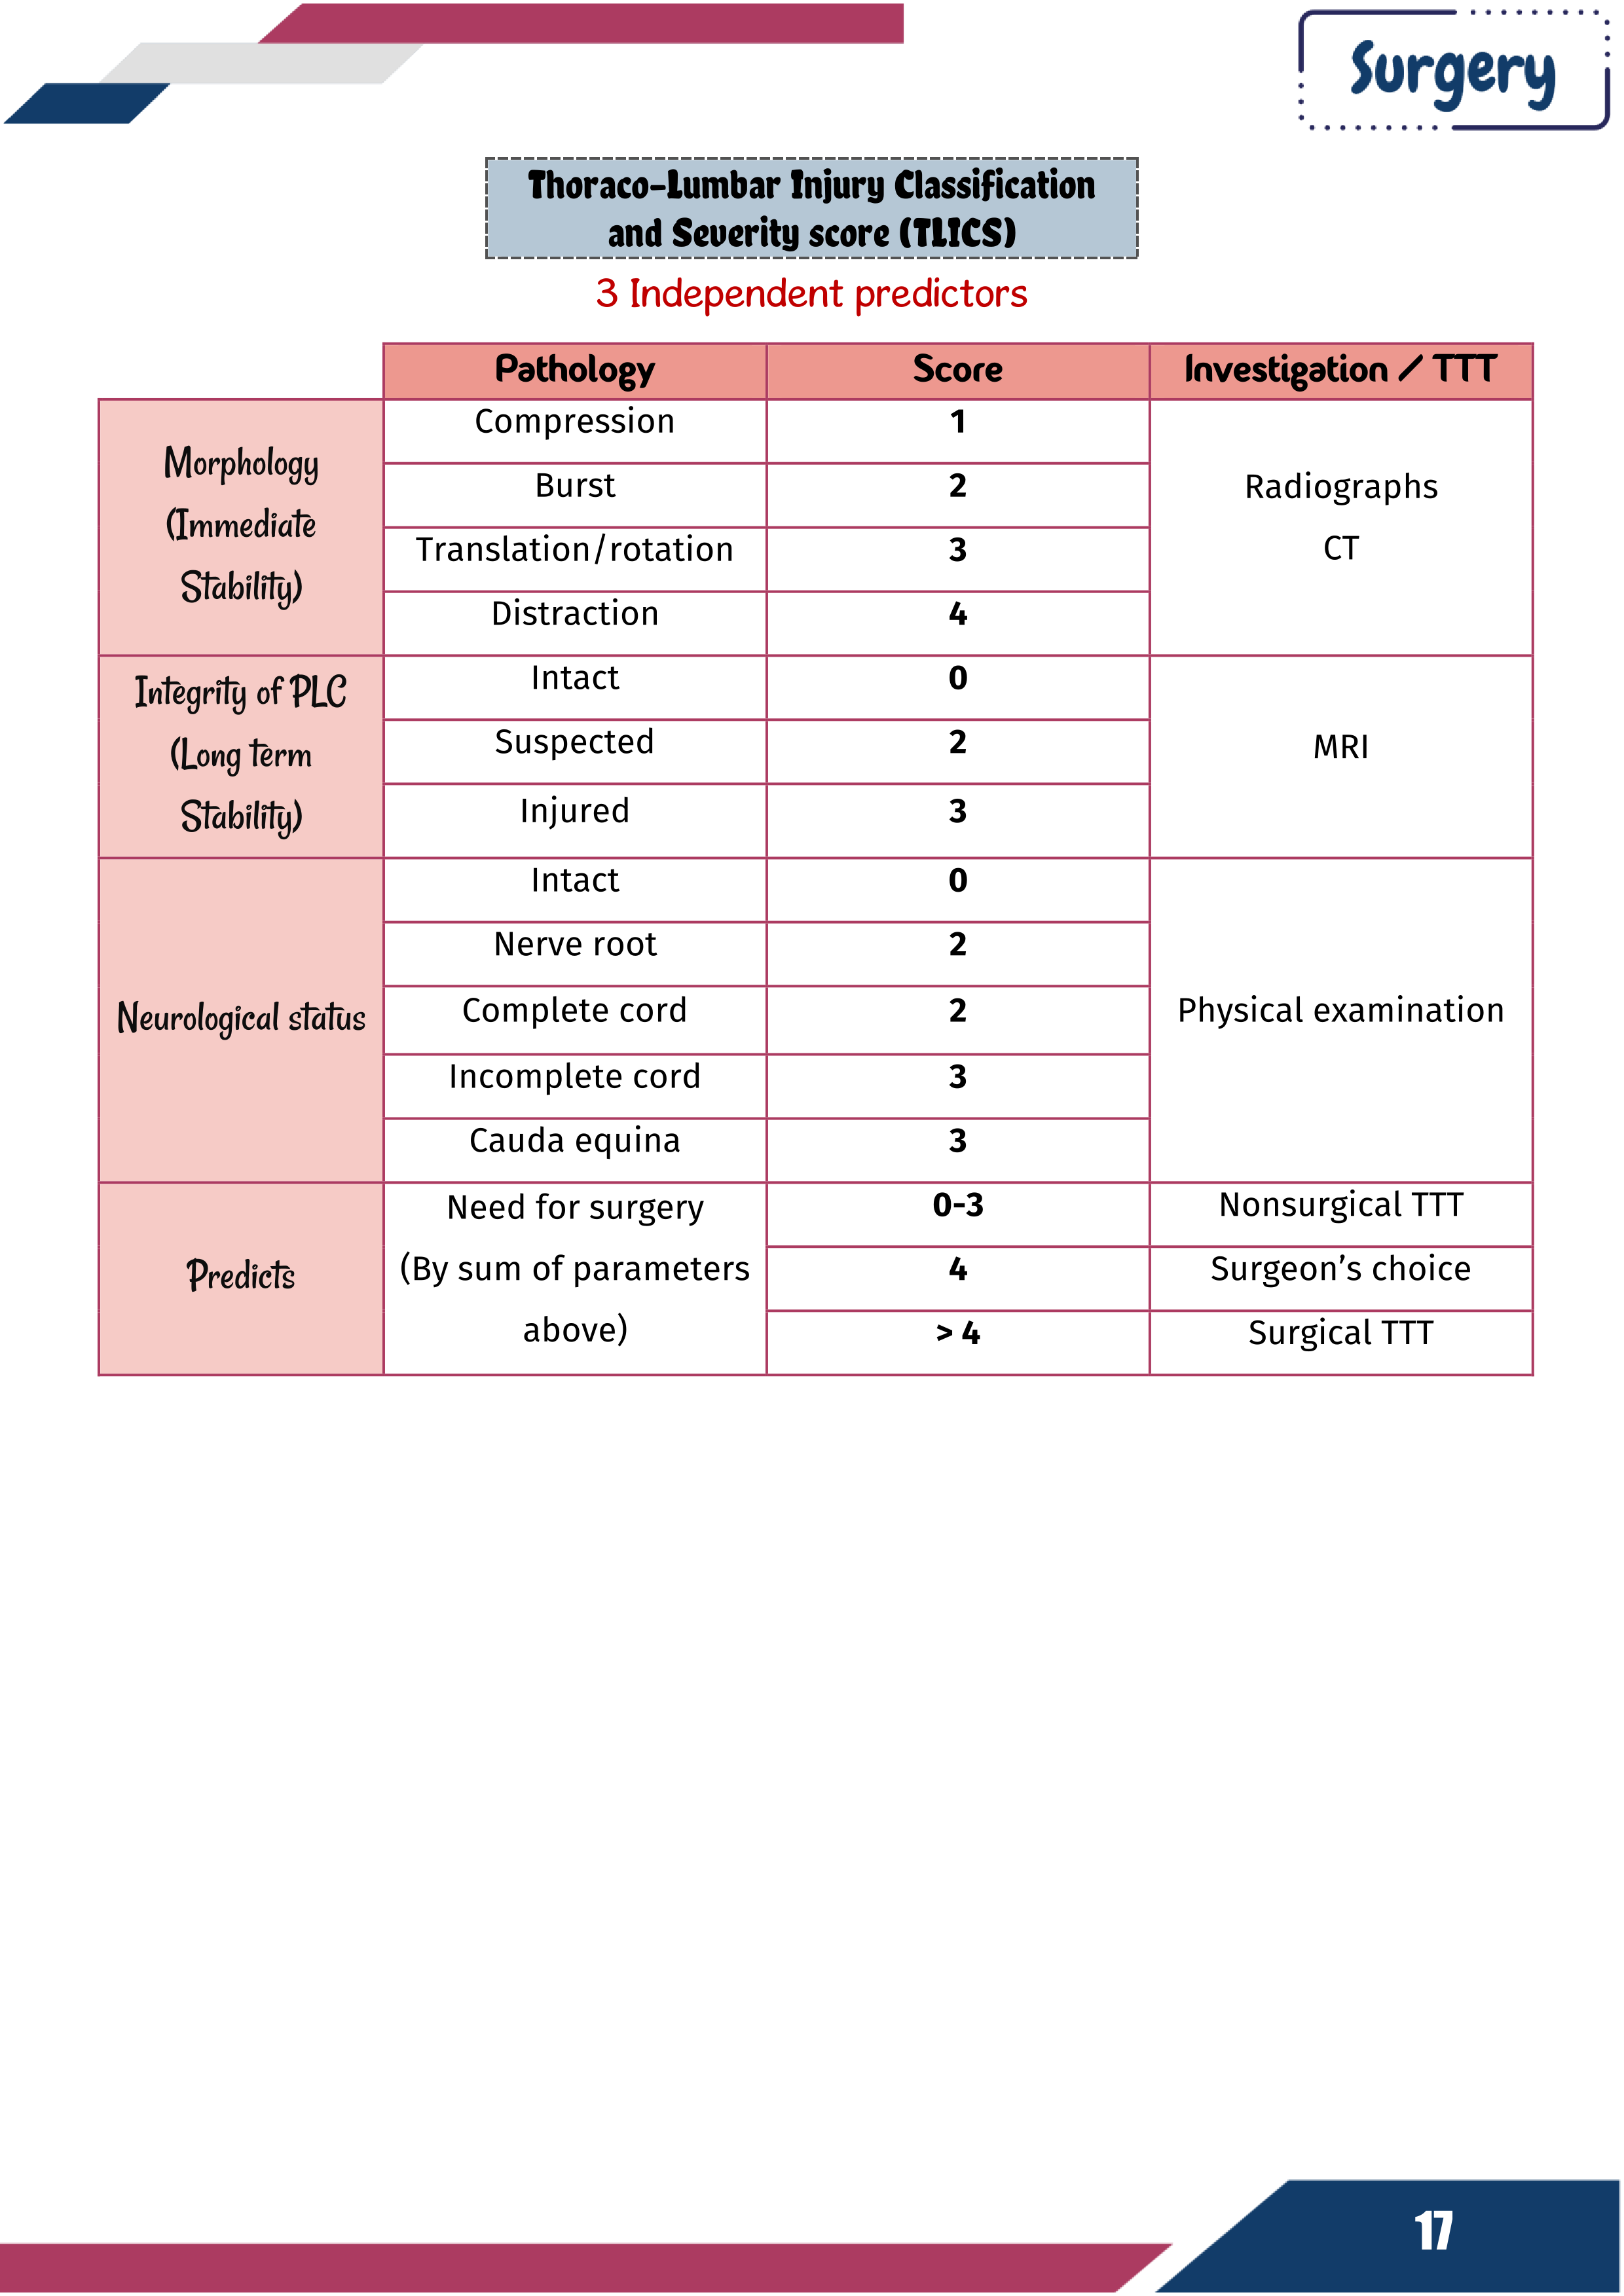 Surgery
Thoraco-Lumbar Injury Classification
and Severity score (TLICS)
3 Independent predictors
Pathology Score Investigation / TTT
Morphology
(Immediate
Stability)
Compression 1
Burst 2
Translation/rotation 3
Distraction 4
Radiographs
CT
Integrity of PLC
(Long term
Stability)
Intact 0
Suspected 2
Injured 3
MRI
Neurological status
Intact 0
Nerve root 2
Complete cord 2
Incomplete cord 3
Cauda equina 3
Physical examination
Predicts
Need for surgery
(By sum of parameters
above)
0-3 Nonsurgical TTT
4 Surgeon’s choice
> 4 Surgical TTT
17